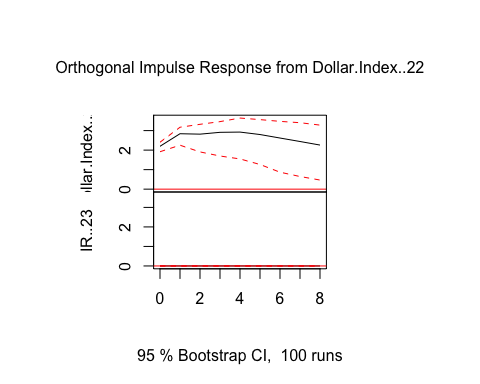 Orthogonal Impulse Response from Dollar.Index..22
llar.Index..
2
0
IR..23
2
0
0 2 4 6 8
95 % Bootstrap CI, 100 runs